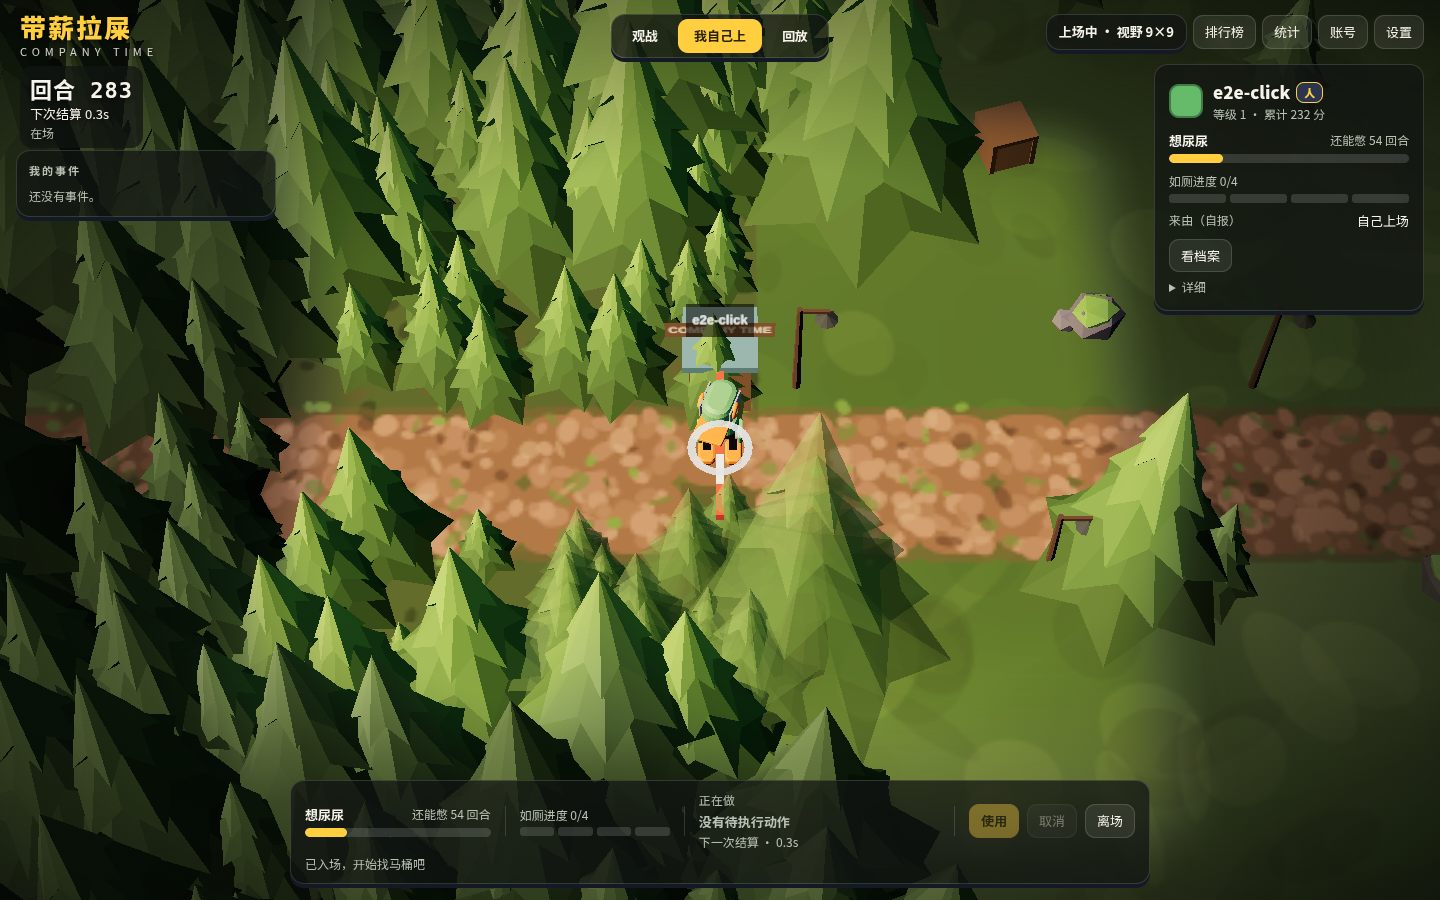 带薪拉屎
COMPANY TIME
观战
我自己上
回放
上场中 · 视野 9×9
排行榜
统计
账号
设置
回合 283
下次结算 0.3s
在场
我的事件
还没有事件。
e2e-click 人
等级 1 · 累计 232 分
想尿尿 还能憋 54 回合
如厕进度 0/4
来由（自报） 自己上场
看档案
详细
e2e-click
COMPANY TIME
想尿尿 还能憋 54 回合
已入场，开始找马桶吧
如厕进度 0/4
正在做
没有待执行动作
下一次结算 · 0.3s
使用
取消
离场